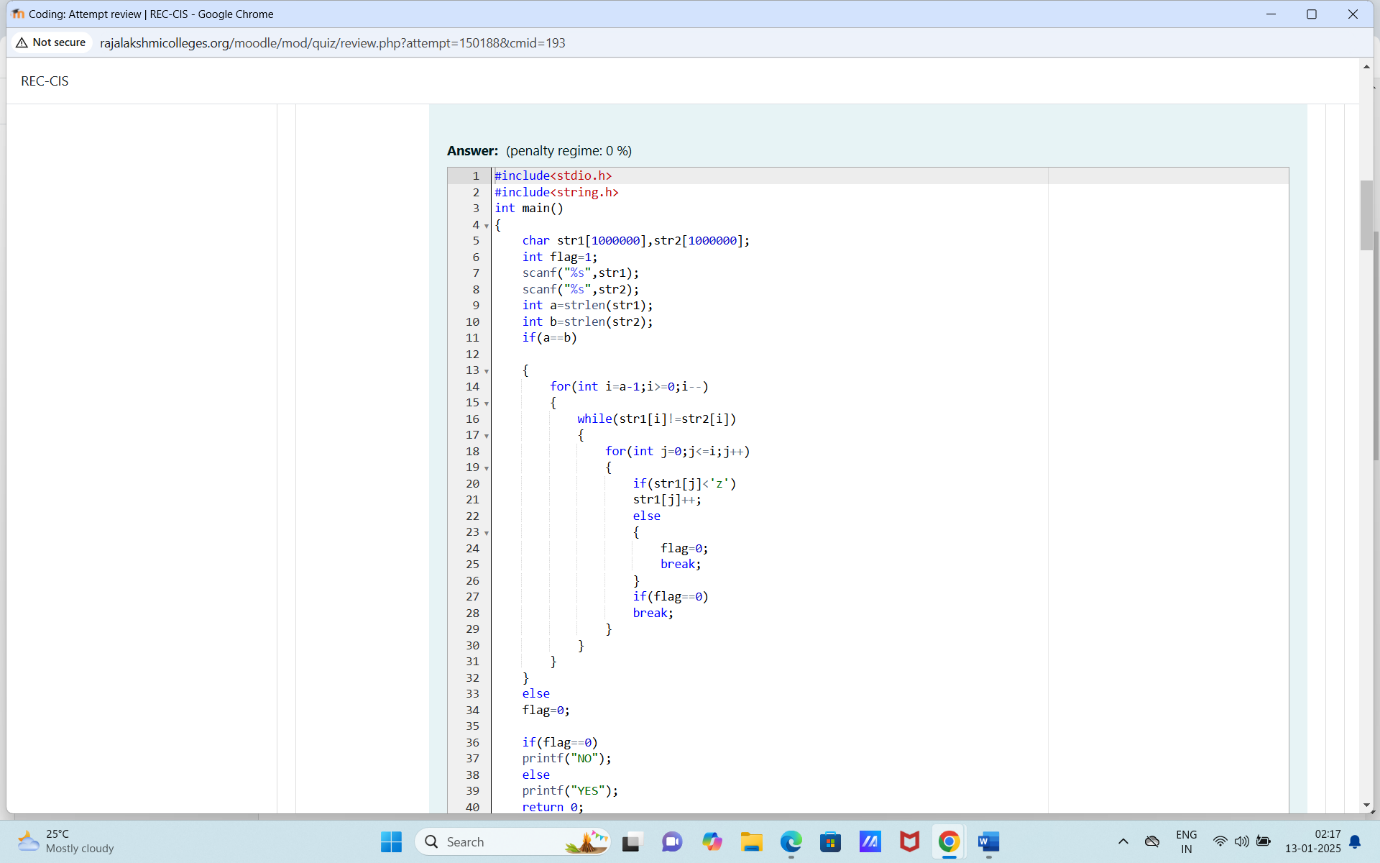 Coding: Attempt review | REC-CIS - Google Chrome
Not secure rajalakshmicolleges.org/moodle/mod/quiz/review.php?attempt=150188&cmid=193
REC-CIS
Answer: (penalty regime: 0 %)
1 #include<stdio.h>
2 #include<string.h>
3 int main()
4 {
5 char str1[1000000],str2[1000000];
6 int flag=1;
7 scanf("%s",str1);
8 scanf("%s",str2);
9 int a=strlen(str1);
10 int b=strlen(str2);
11 if(a==b)
12
13 {
14 for(int i=a-1;i>=0;i--)
15 {
16 while(str1[i]!=str2[i])
17 {
18 for(int j=0;j<=i;j++)
19 {
20 if(str1[j]<'z')
21 str1[j]++;
22 else
23 {
24 flag=0;
25 break;
26 }
27 if(flag==0)
28 break;
29 }
30 }
31 }
32 }
33 else
34 flag=0;
35
36 if(flag==0)
37 printf("NO");
38 else
39 printf("YES");
40 return 0;
25°C
Mostly cloudy
Search
ENG
IN
02:17
13-01-2025